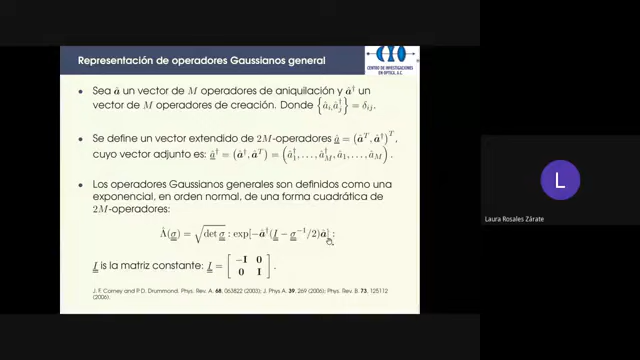 Representación de operadores Gaussianos general
CENTRO DE INVESTIGACIONES
EN ÓPTICA, A.C.
• Sea â un vector de M operadores de aniquilación y â† un
vector de M operadores de creación. Donde {âᵢ, âⱼ†} = δᵢⱼ.
• Se define un vector extendido de 2M-operadores â = (âᵀ, â†)ᵀ,
cuyo vector adjunto es: ↠= (â†, âᵀ) = (â₁†, . . . , â_M†, â₁, . . . , â_M).
• Los operadores Gaussianos generales son definidos como una
exponencial, en orden normal, de una forma cuadrática de
2M-operadores:
Λ̂(σ) = √det σ : exp[−â†(I − σ⁻¹/2)â] :
I is la matriz constante: I = [ −I 0
0 I ].
J. F. Corney and P. D. Drummond, Phys. Rev. A 68, 063822 (2003); J. Phys A 39, 269 (2006); Phys. Rev. B 73, 125112
(2006).
L
Laura Rosales Zárate